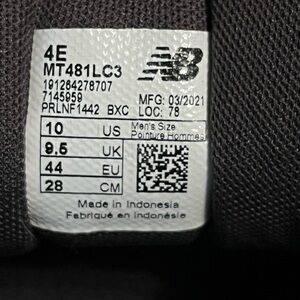 4E
MT481LC3
191264278707
7145959
PRLNF1442 BXC
NB
MFG: 03/2021
LOC: 78
10 US
9.5 UK
44 EU
28 CM
Men's Size
Pointure Hommes
Made in Indonesia
Fabriqué en Indonésie